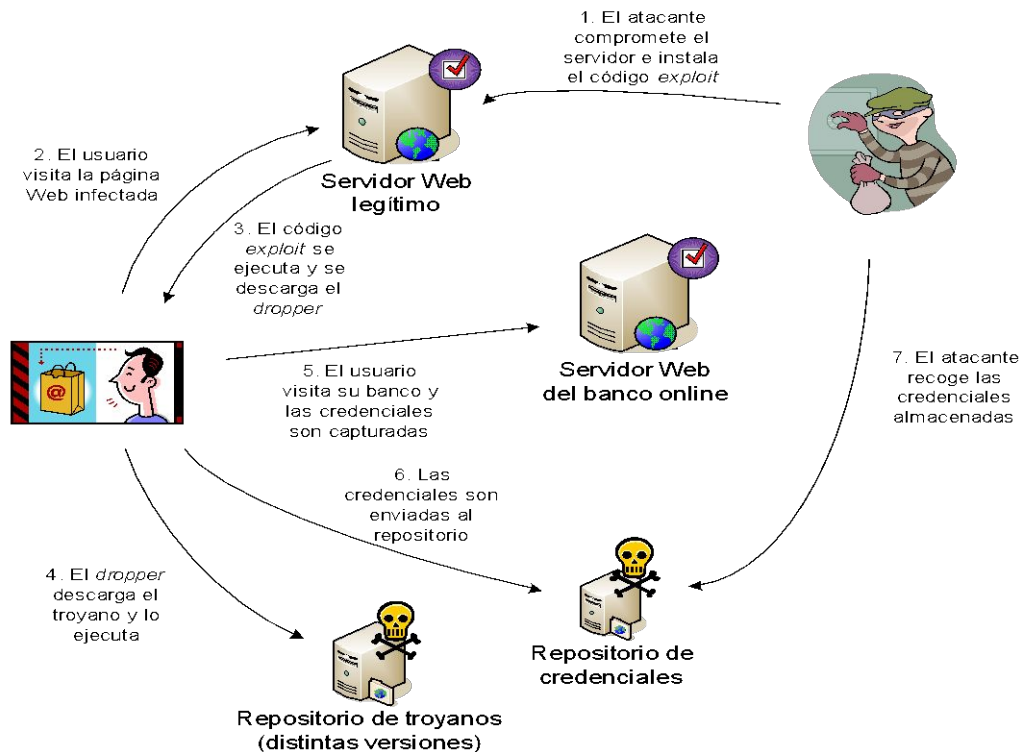 1. El atacante
compromete el
servidor e instala
el código exploit
2. El usuario
visita la página
Web infectada
Servidor Web
legítimo
3. El código
exploit se
ejecuta y se
descarga el
dropper
@
5. El usuario
visita su banco y
las credenciales
son capturadas
Servidor Web
del banco online
7. El atacante
recoge las
credenciales
almacenadas
6. Las
credenciales son
enviadas al
repositorio
4. El dropper
descarga el
troyano y lo
ejecuta
Repositorio de
credenciales
Repositorio de troyanos
(distintas versiones)